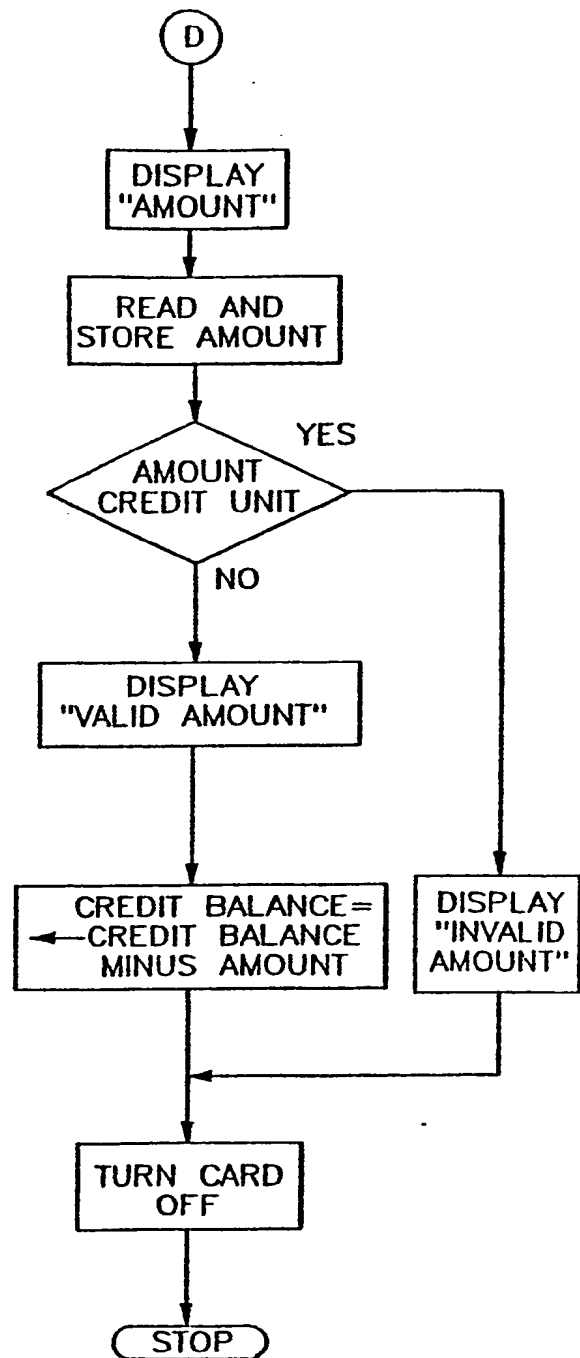 D
DISPLAY
"AMOUNT"
READ AND
STORE AMOUNT
YES
AMOUNT
CREDIT UNIT
NO
DISPLAY
"VALID AMOUNT"
CREDIT BALANCE=
CREDIT BALANCE
MINUS AMOUNT
DISPLAY
"INVALID
AMOUNT"
TURN CARD
OFF
STOP